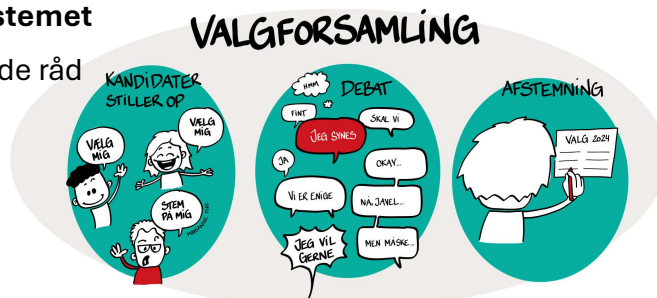 stemet
de råd
VALGFORSAMLING
KANDiDATER
STiLLER OP
VÆLG
MiG
VÆLG
MiG
STEM
PÅ MiG
DEBAT
HMM
FiNT
JEG SYNES
SKAL Vi
JA
OKAY...
Vi ER ENiGE
NÅ, JAVEL...
JEG ViL
GERNE
MEN MÅSKE...
AFSTEMNiNG
VALG 2024